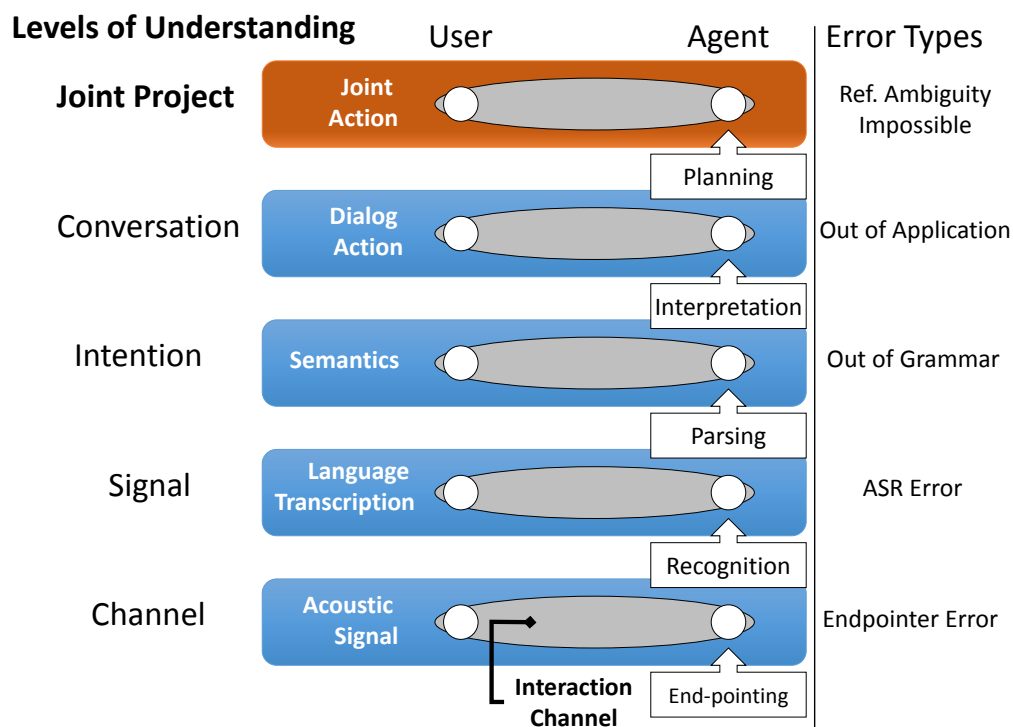 Levels of Understanding
User
Agent
Error Types
Joint Project
Joint
Action
Ref. Ambiguity
Impossible
Planning
Conversation
Dialog
Action
Out of Application
Interpretation
Intention
Semantics
Out of Grammar
Parsing
Signal
Language
Transcription
ASR Error
Recognition
Channel
Acoustic
Signal
Endpointer Error
Interaction
Channel
End-pointing